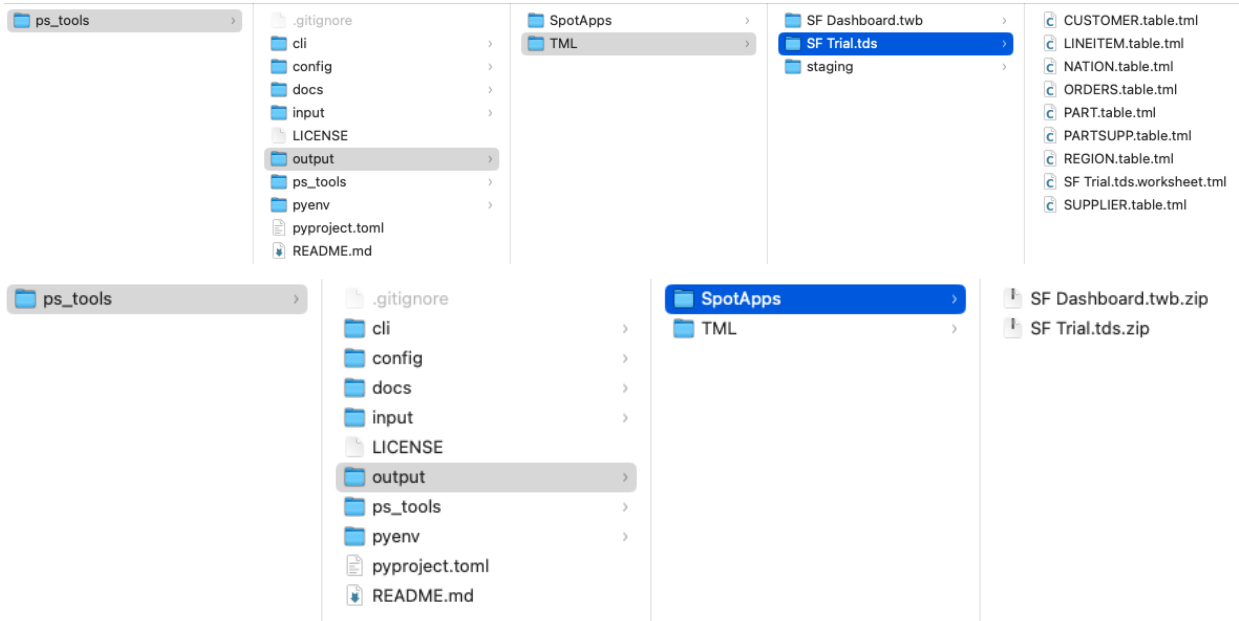 ps_tools
.gitignore
cli
config
docs
input
LICENSE
output
ps_tools
pyenv
pyproject.toml
README.md
SpotApps
TML
SF Dashboard.twb
SF Trial.tds
staging
CUSTOMER.table.tml
LINEITEM.table.tml
NATION.table.tml
ORDERS.table.tml
PART.table.tml
PARTSUPP.table.tml
REGION.table.tml
SF Trial.tds.worksheet.tml
SUPPLIER.table.tml
ps_tools
.gitignore
cli
config
docs
input
LICENSE
output
ps_tools
pyenv
pyproject.toml
README.md
SpotApps
TML
SF Dashboard.twb.zip
SF Trial.tds.zip